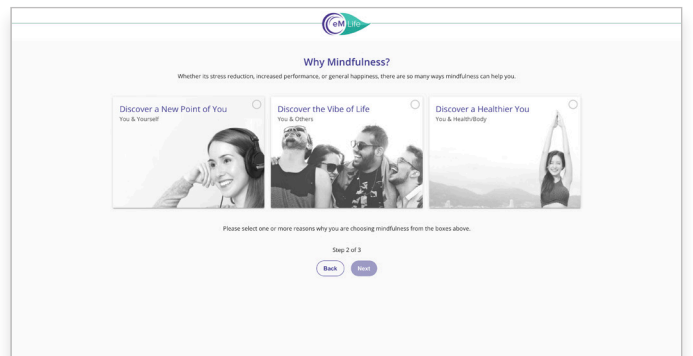 eM Life
Why Mindfulness?
Whether its stress reduction, increased performance, or general happiness, there are so many ways mindfulness can help you.
Discover a New Point of You
You & Yourself
Discover the Vibe of Life
You & Others
Discover a Healthier You
You & Health/Body
Please select one or more reasons why you are choosing mindfulness from the boxes above.
Step 2 of 3
Back
Next